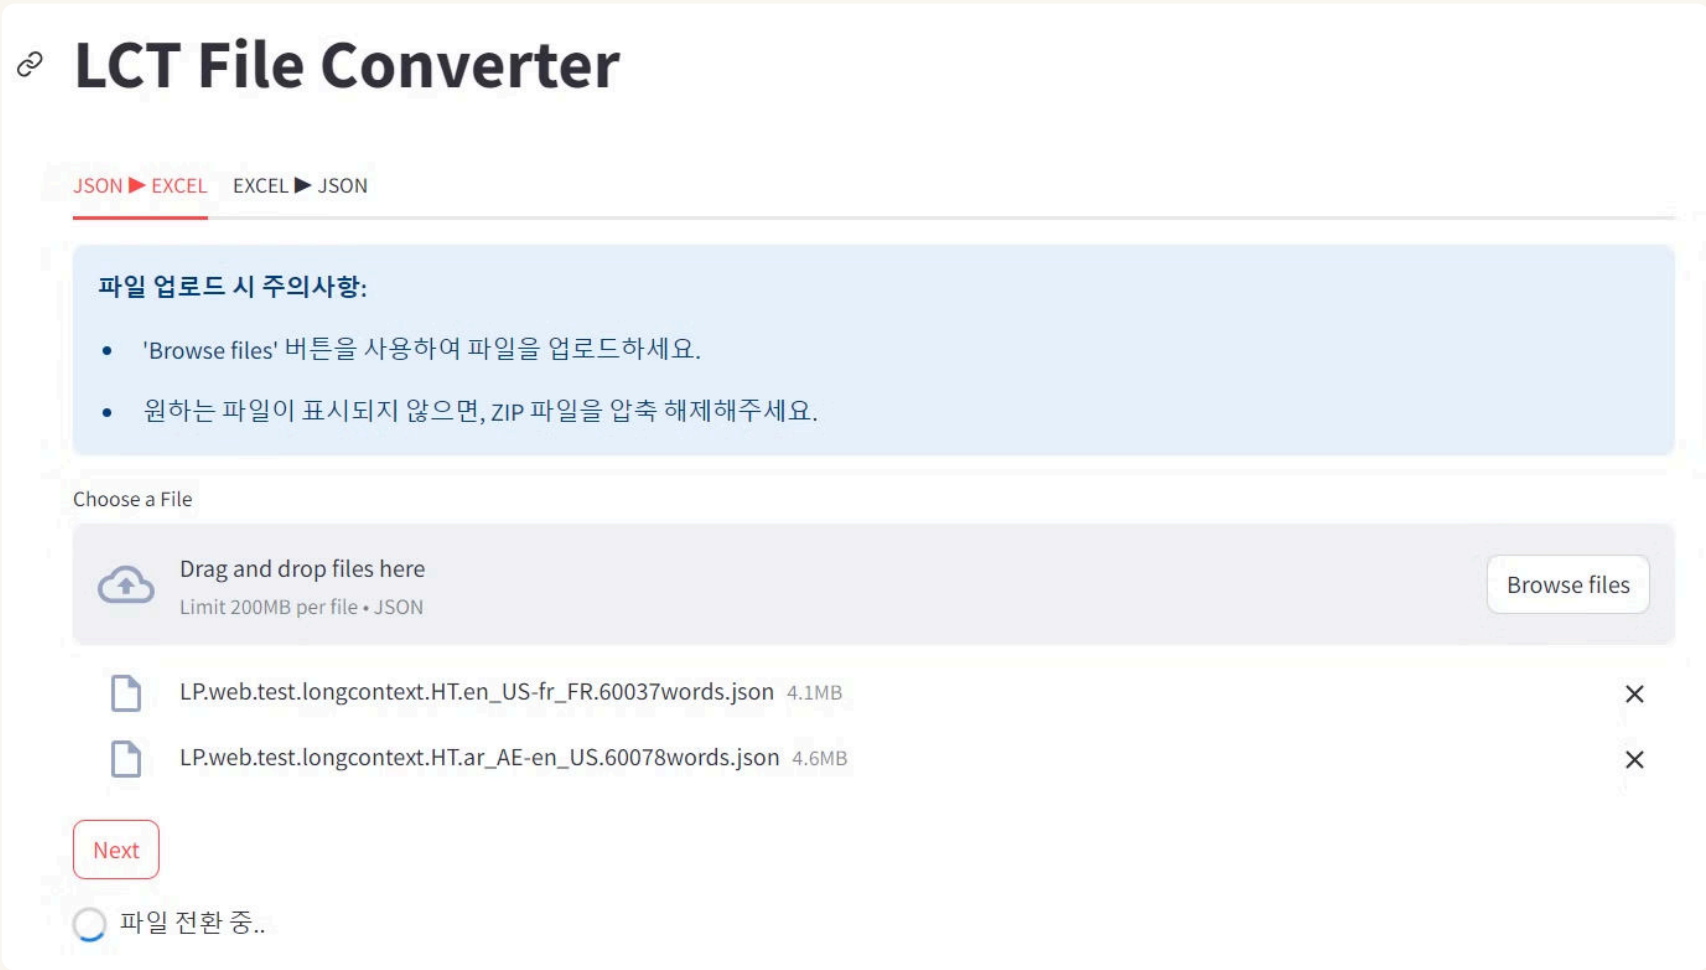 LCT File Converter
JSON ▶ EXCEL EXCEL ▶ JSON
파일 업로드 시 주의사항:
• 'Browse files' 버튼을 사용하여 파일을 업로드하세요.
• 원하는 파일이 표시되지 않으면, ZIP 파일을 압축 해제해주세요.
Choose a File
Drag and drop files here
Limit 200MB per file • JSON
Browse files
LP.web.test.longcontext.HT.en_US-fr_FR.60037words.json 4.1MB
LP.web.test.longcontext.HT.ar_AE-en_US.60078words.json 4.6MB
Next
파일 전환 중..